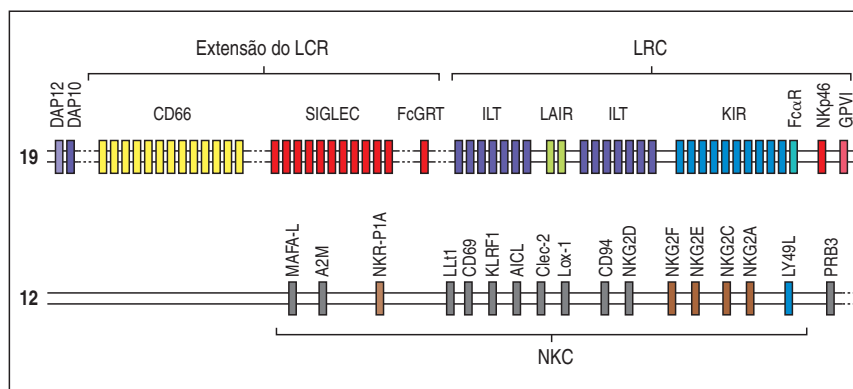 Extensão do LCR LRC
DAP12 DAP10 CD66 SIGLEC FcGRT ILT LAIR ILT KIR FcαR NKp46 GPVI
19
MAFA-L A2M NKR-P1A LLt1 CD69 KLRF1 AICL Clec-2 Lox-1 CD94 NKG2D NKG2F NKG2E NKG2C NKG2A LY49L PRB3
12
NKC